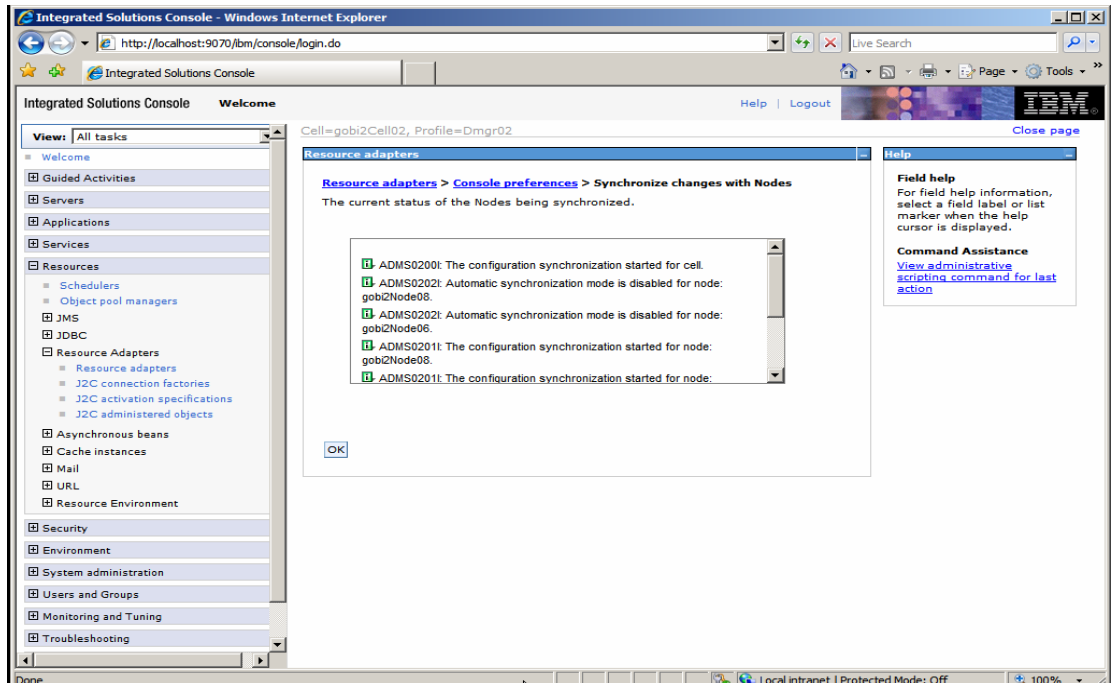 Integrated Solutions Console - Windows Internet Explorer
http://localhost:9070/ibm/console/login.do
Live Search
Integrated Solutions Console
Page
Tools
Integrated Solutions Console Welcome
Help | Logout
IBM
View: All tasks
Welcome
Guided Activities
Servers
Applications
Services
Resources
Schedulers
Object pool managers
JMS
JDBC
Resource Adapters
Resource adapters
J2C connection factories
J2C activation specifications
J2C administered objects
Asynchronous beans
Cache instances
Mail
URL
Resource Environment
Security
Environment
System administration
Users and Groups
Monitoring and Tuning
Troubleshooting
Cell=gobi2Cell02, Profile=Dmgr02
Close page
Resource adapters
Resource adapters > Console preferences > Synchronize changes with Nodes
The current status of the Nodes being synchronized.
ADMS0200I: The configuration synchronization started for cell.
ADMS0202I: Automatic synchronization mode is disabled for node:
gobi2Node08.
ADMS0202I: Automatic synchronization mode is disabled for node:
gobi2Node06.
ADMS0201I: The configuration synchronization started for node:
gobi2Node08.
ADMS0201I: The configuration synchronization started for node:
OK
Help
Field help
For field help information,
select a field label or list
marker when the help
cursor is displayed.
Command Assistance
View administrative
scripting command for last
action
Done
Local intranet | Protected Mode: Off
100%